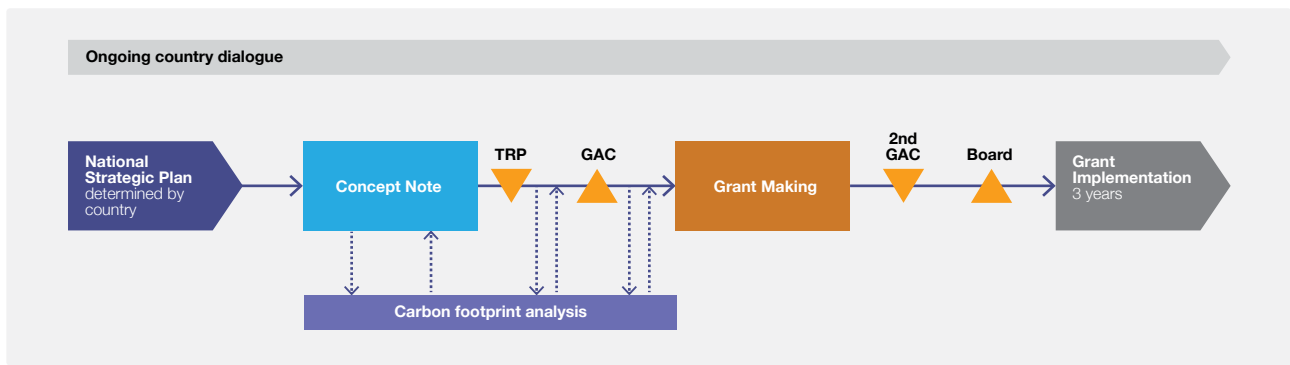 Ongoing country dialogue
National
Strategic Plan
determined by
country
Concept Note
TRP
GAC
Grant Making
2nd
GAC
Board
Grant
Implementation
3 years
Carbon footprint analysis